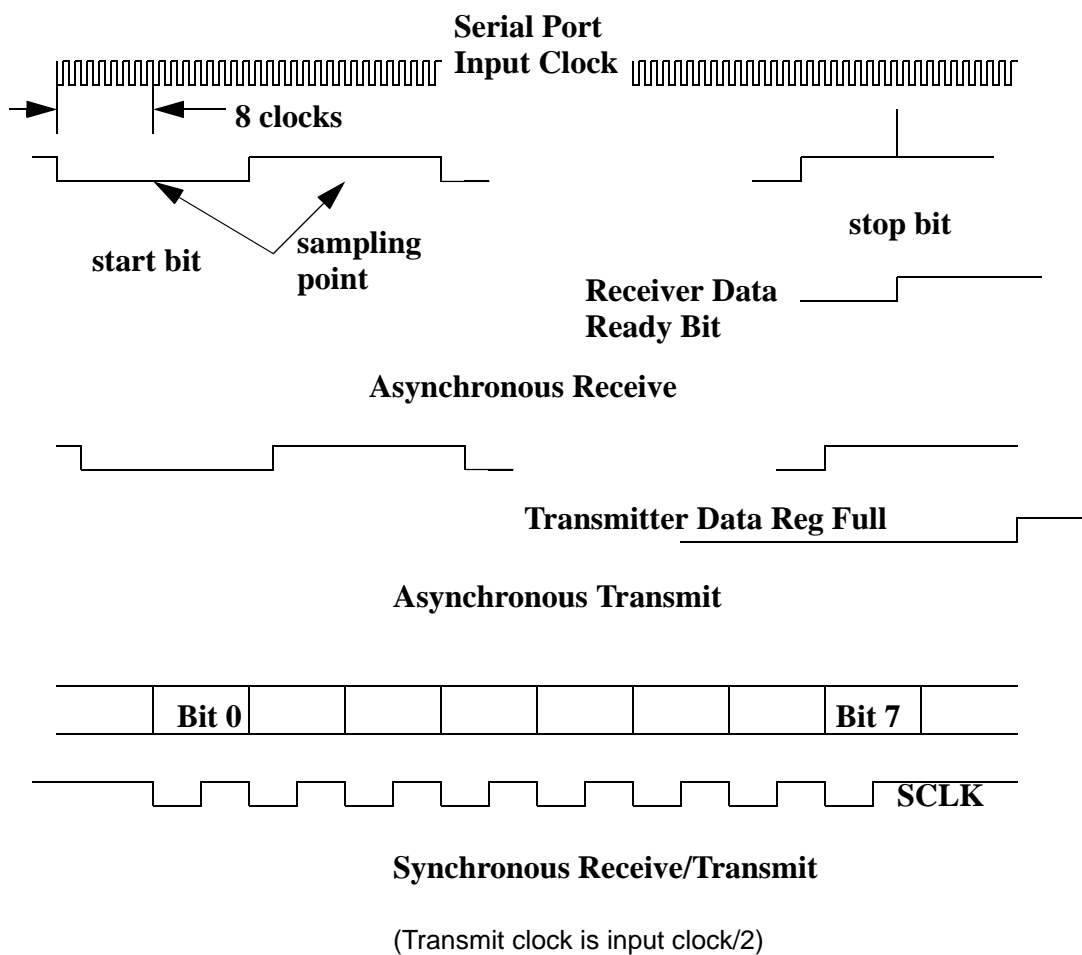 Serial Port
Input Clock
8 clocks
start bit
sampling
point
stop bit
Receiver Data
Ready Bit
Asynchronous Receive
Transmitter Data Reg Full
Asynchronous Transmit
Bit 0
Bit 7
SCLK
Synchronous Receive/Transmit
(Transmit clock is input clock/2)